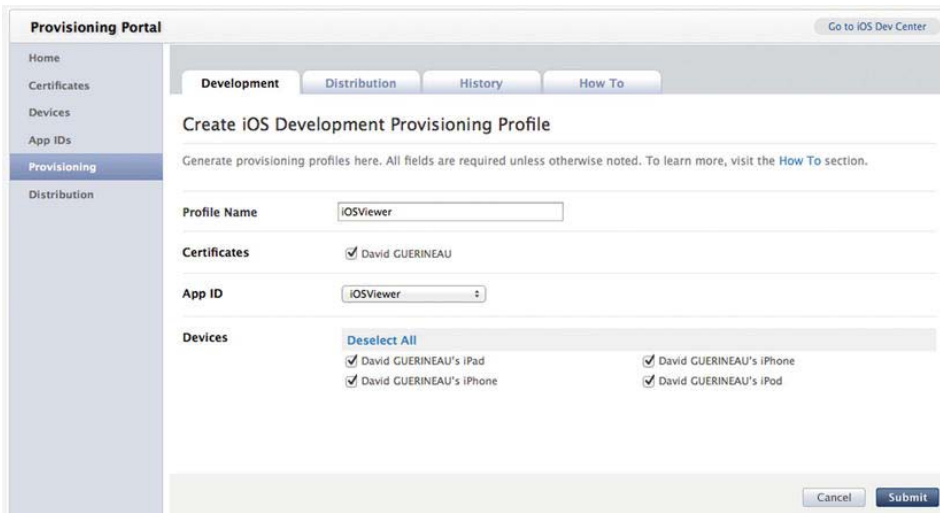 Provisioning Portal
Go to iOS Dev Center
Home
Certificates
Devices
App IDs
Provisioning
Distribution
Development Distribution History How To
Create iOS Development Provisioning Profile
Generate provisioning profiles here. All fields are required unless otherwise noted. To learn more, visit the How To section.
Profile Name iOSViewer
Certificates David GUERINEAU
App ID iOSViewer
Devices Deselect All
David GUERINEAU's iPad David GUERINEAU's iPhone
David GUERINEAU's iPhone David GUERINEAU's iPod
Cancel Submit